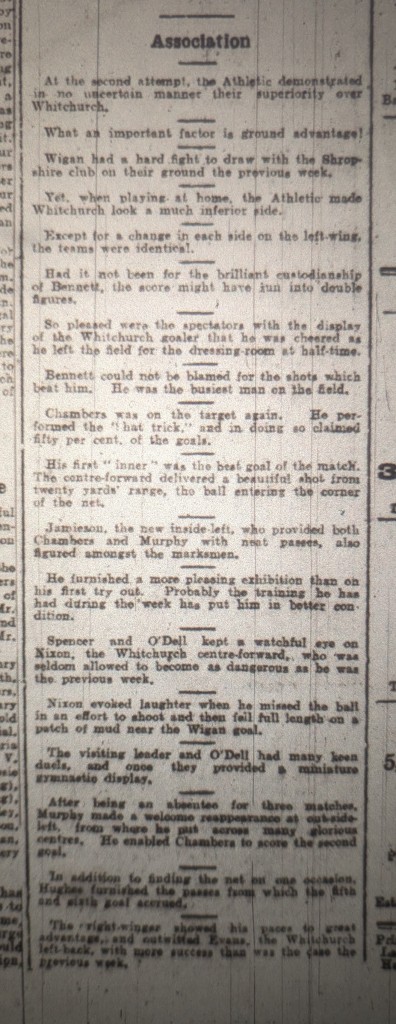 Association
At the second attempt, the Athletic demonstrated
in no uncertain manner their superiority over
Whitchurch.
What an important factor is ground advantage!
Wigan had a hard fight to draw with the Shrop-
shire club on their ground the previous week.
Yet, when playing at home, the Athletic made
Whitchurch look a much inferior side.
Except for a change in each side on the left-wing,
the teams were identical.
Had it not been for the brilliant custodianship
of Bennett, the score might have run into double
figures.
So pleased were the spectators with the display
of the Whitchurch goaler that he was cheered as
he left the field for the dressing-room at half-time.
Bennett could not be blamed for the shots which
beat him. He was the busiest man on the field.
Chambers was on the target again. He per-
formed the "hat trick," and in doing so claimed
fifty per cent. of the goals.
His first "inner" was the best goal of the match.
The centre-forward delivered a beautiful shot from
twenty yards' range, the ball entering the corner
of the net.
Jamieson, the new inside-left, who provided both
Chambers and Murphy with neat passes, also
figured amongst the marksmen.
He furnished a more pleasing exhibition than on
his first try out. Probably the training he has
had during the week has put him in better con-
dition.
Spencer and O'Dell kept a watchful eye on
Nixon, the Whitchurch centre-forward, who was
seldom allowed to become as dangerous as he was
the previous week.
Nixon evoked laughter when he missed the ball
in an effort to shoot and then fell full length on a
patch of mud near the Wigan goal.
The visiting leader and O'Dell had many keen
duels, and once they provided a miniature
gymnastic display.
After being an absentee for three matches,
Murphy made a welcome reappearance at outside-
left, from where he put across many glorious
centres. He enabled Chambers to score the second
goal.
In addition to finding the net on one occasion,
Hughes furnished the passes from which the fifth
and sixth goal accrued.
The right-winger showed his paces to great
advantage, and outwitted Evans, the Whitchurch
left-back, with more success than was the case the
previous week.